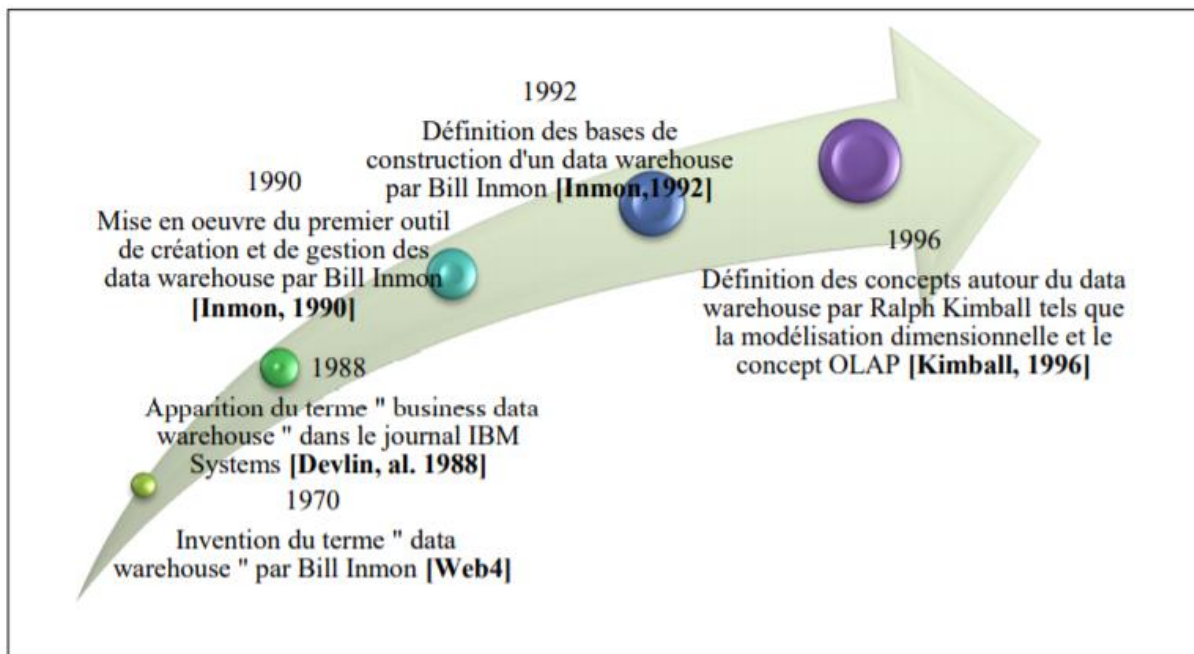 1992
Définition des bases de
construction d'un data warehouse
par Bill Inmon [Inmon,1992]
1990
Mise en oeuvre du premier outil
de création et de gestion des
data warehouse par Bill Inmon
[Inmon, 1990]
1996
Définition des concepts autour du data
warehouse par Ralph Kimball tels que
la modélisation dimensionnelle et le
concept OLAP [Kimball, 1996]
1988
Apparition du terme " business data
warehouse " dans le journal IBM
Systems [Devlin, al. 1988]
1970
Invention du terme " data
warehouse " par Bill Inmon [Web4]